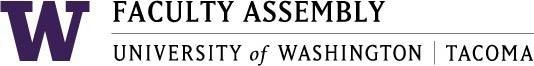 W FACULTY ASSEMBLY
UNIVERSITY of WASHINGTON | TACOMA